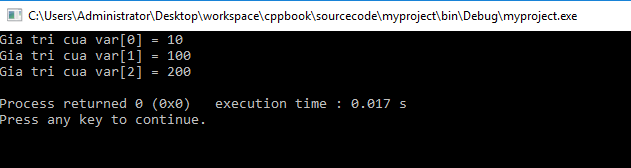 C:\Users\Administrator\Desktop\workspace\cppbook\sourcecode\myproject\bin\Debug\myproject.exe
Gia tri cua var[0] = 10
Gia tri cua var[1] = 100
Gia tri cua var[2] = 200
Process returned 0 (0x0)   execution time : 0.017 s
Press any key to continue.